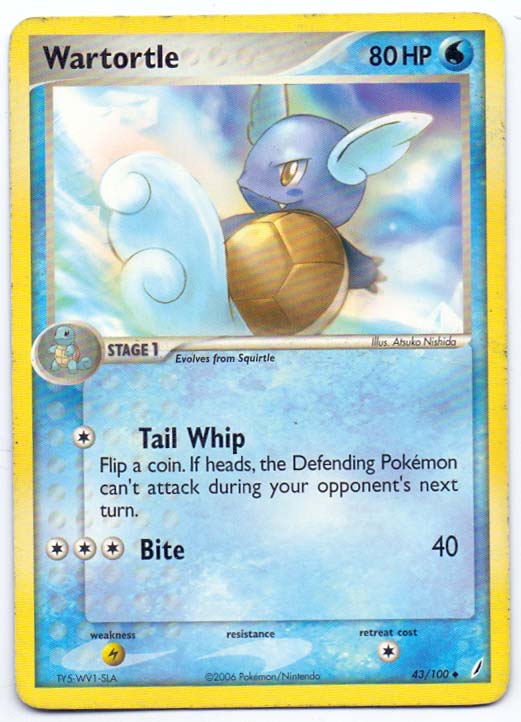 Wartortle 80 HP
Illus. Atsuko Nishida
STAGE 1
Evolves from Squirtle
Tail Whip
Flip a coin. If heads, the Defending Pokémon
can't attack during your opponent's next
turn.
Bite 40
weakness resistance retreat cost
TY5-WV1-SLA ©2006 Pokémon/Nintendo 43/100